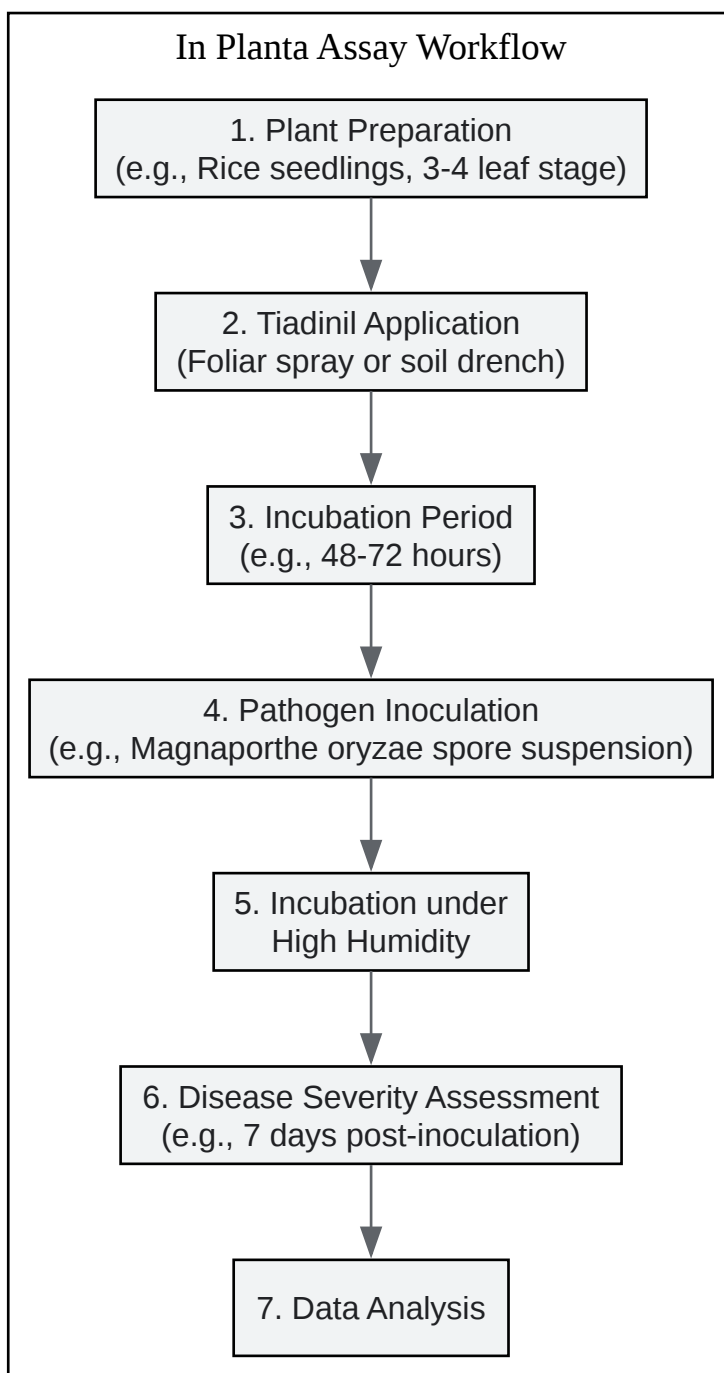 In Planta Assay Workflow
1. Plant Preparation
(e.g., Rice seedlings, 3-4 leaf stage)
2. Tiadinil Application
(Foliar spray or soil drench)
3. Incubation Period
(e.g., 48-72 hours)
4. Pathogen Inoculation
(e.g., Magnaporthe oryzae spore suspension)
5. Incubation under
High Humidity
6. Disease Severity Assessment
(e.g., 7 days post-inoculation)
7. Data Analysis